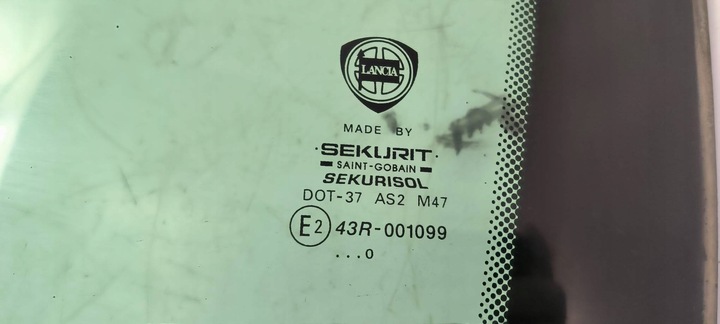 LANCIA
MADE BY
·SEKURIT·
SAINT-GOBAIN
SEKURISOL
DOT-37 AS2 M47
E2 43R-001099
...0